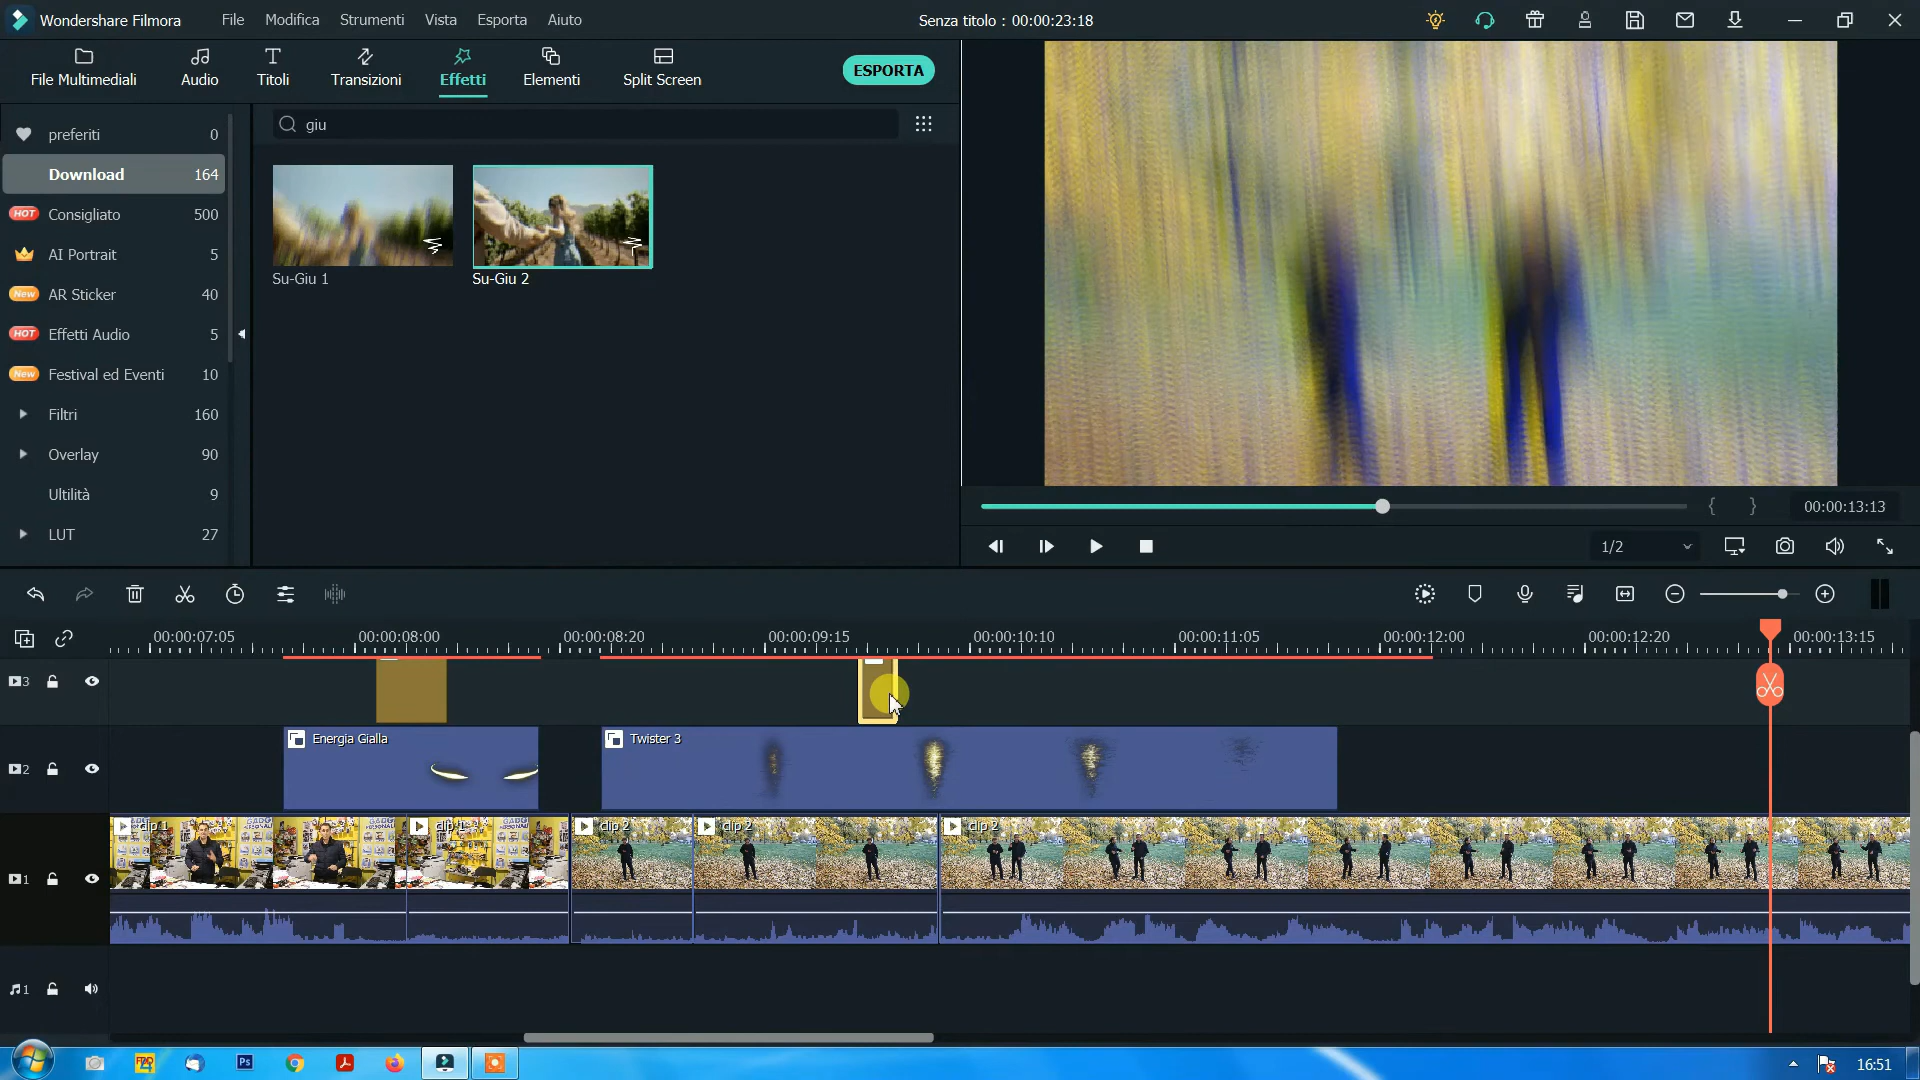 Wondershare Filmora File Modifica Strumenti Vista Esporta Aiuto Senza titolo : 00:00:23:18
File Multimediali Audio Titoli Transizioni Effetti Elementi Split Screen ESPORTA
giu
preferiti 0
Download 164
HOT Consigliato 500
AI Portrait 5
New AR Sticker 40
HOT Effetti Audio 5
New Festival ed Eventi 10
Filtri 160
Overlay 90
Ultilità 9
LUT 27
Su-Giu 1 Su-Giu 2
{ } 00:00:13:13
1/2
00:00:07:05 00:00:08:00 00:00:08:20 00:00:09:15 00:00:10:10 00:00:11:05 00:00:12:00 00:00:12:20 00:00:13:15
3
2 Energia Gialla Twister 3
clip 1 clip 1 clip 2 clip 2 clip 2
1
1
Ps 16:51